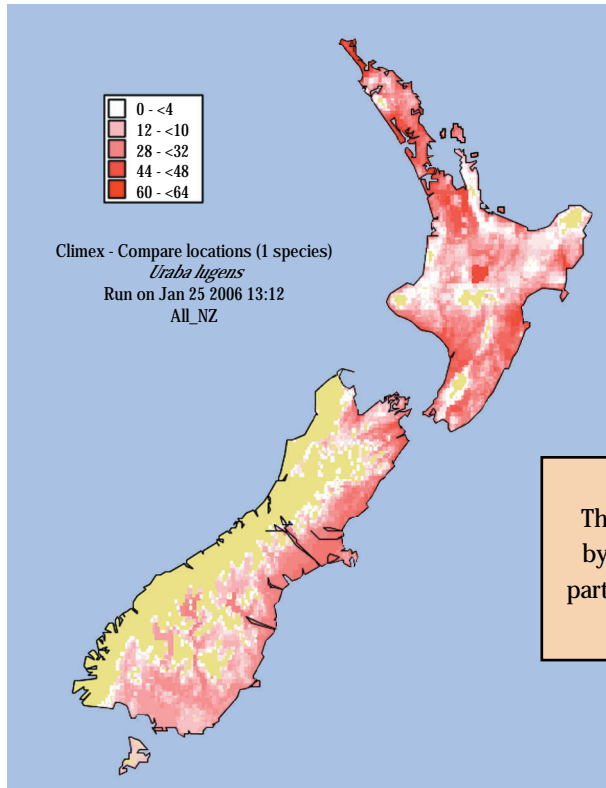 0 - <4
12 - <10
28 - <32
44 - <48
60 - <64
Climex - Compare locations (1 species)
Uraba lugens
Run on Jan 25 2006 13:12
All_NZ
Th
by
part